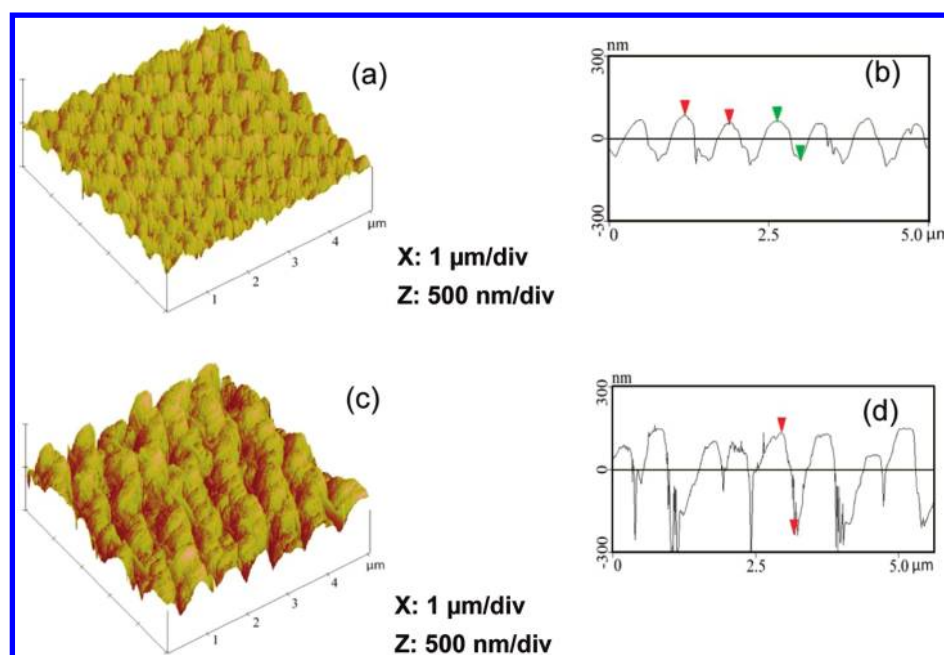 (a)
1
2
3
4
µm
X: 1 µm/div
Z: 500 nm/div
nm
(b)
300
0
-300
0
2.5
5.0 µm
(c)
1
2
3
4
µm
X: 1 µm/div
Z: 500 nm/div
nm
(d)
300
0
-300
0
2.5
5.0 µm